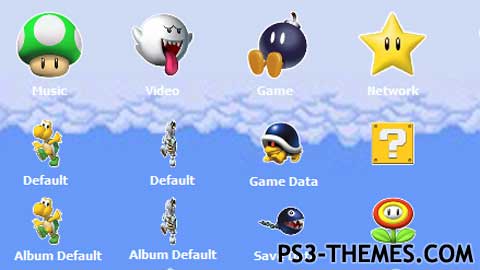 Music Video Game Network
Default Default Game Data
?
Album Default Album Default
PS3-THEMES.COM